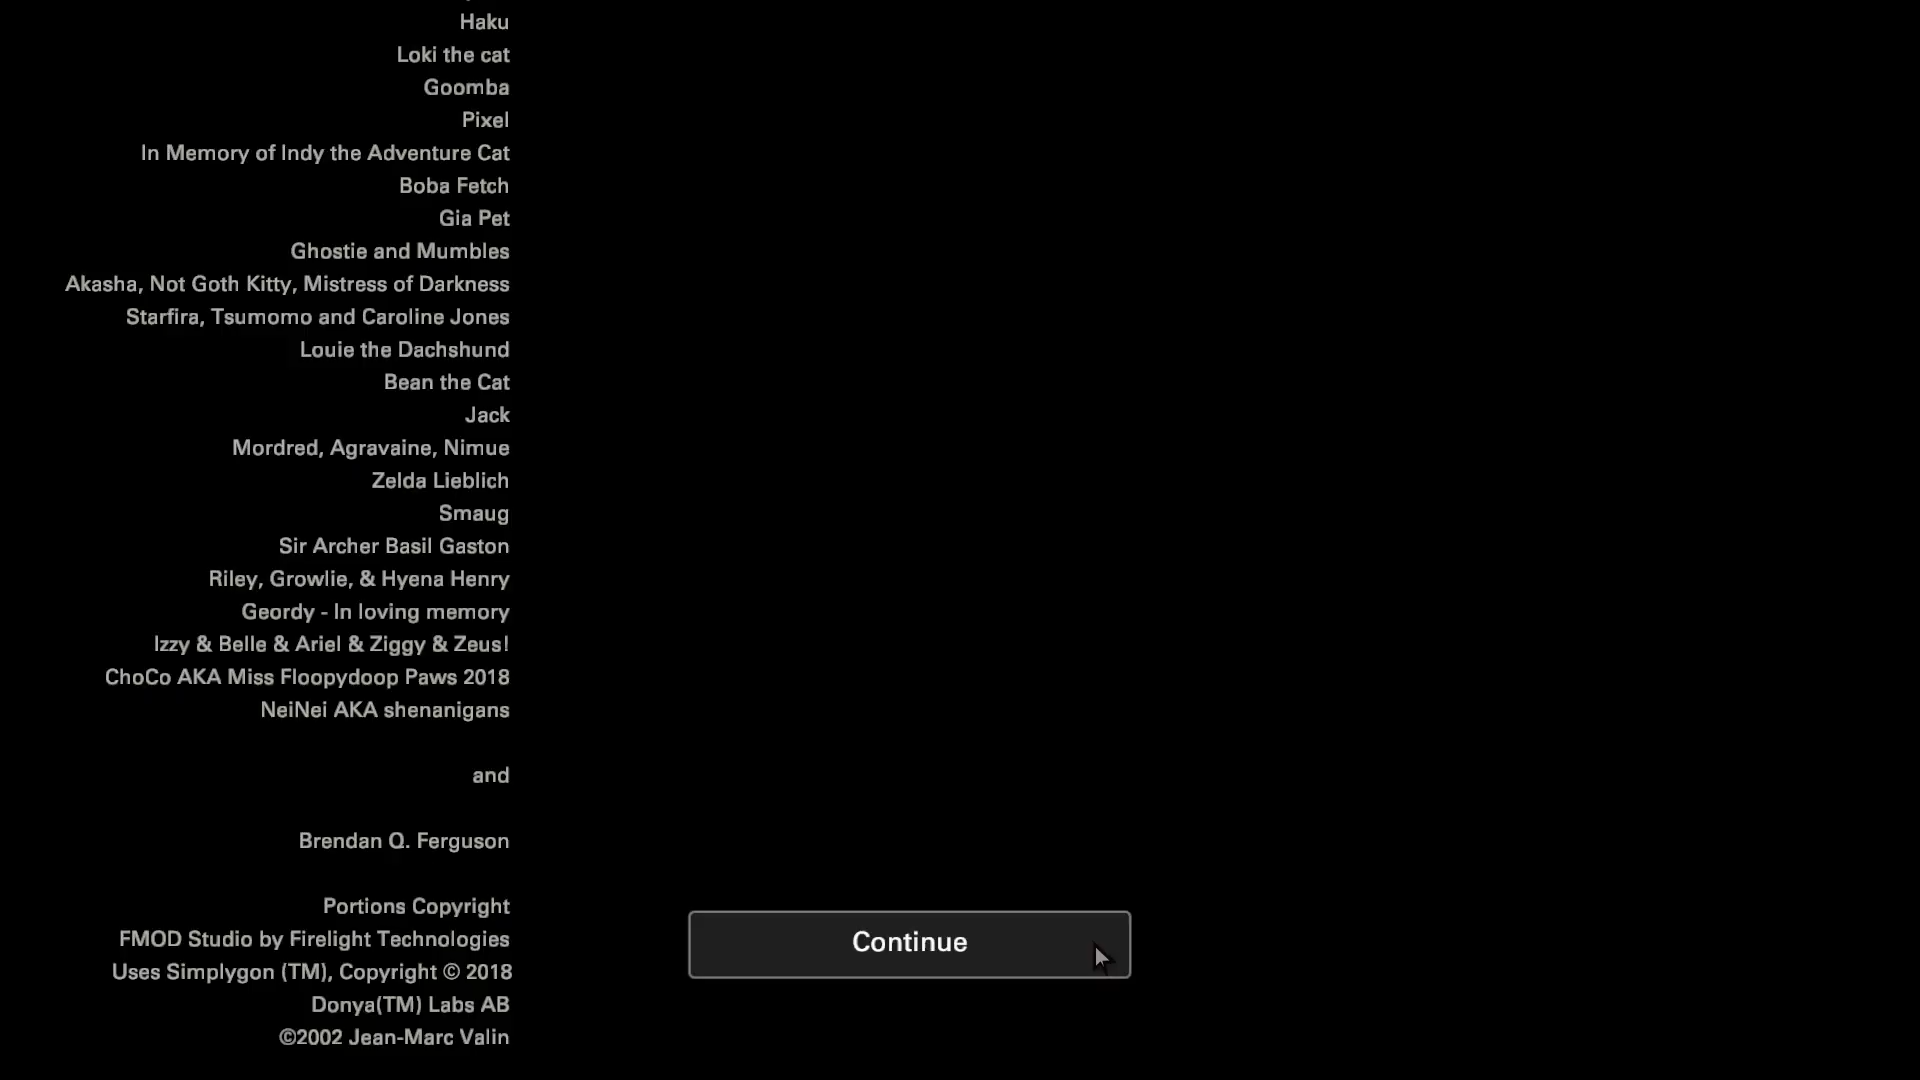 Haku
Loki the cat
Goomba
Pixel
In Memory of Indy the Adventure Cat
Boba Fetch
Gia Pet
Ghostie and Mumbles
Akasha, Not Goth Kitty, Mistress of Darkness
Starfira, Tsumomo and Caroline Jones
Louie the Dachshund
Bean the Cat
Jack
Mordred, Agravaine, Nimue
Zelda Lieblich
Smaug
Sir Archer Basil Gaston
Riley, Growlie, & Hyena Henry
Geordy - In loving memory
Izzy & Belle & Ariel & Ziggy & Zeus!
ChoCo AKA Miss Floopydoop Paws 2018
NeiNei AKA shenanigans
and
Brendan Q. Ferguson
Portions Copyright
FMOD Studio by Firelight Technologies
Uses Simplygon (TM), Copyright © 2018
Donya(TM) Labs AB
©2002 Jean-Marc Valin
Continue